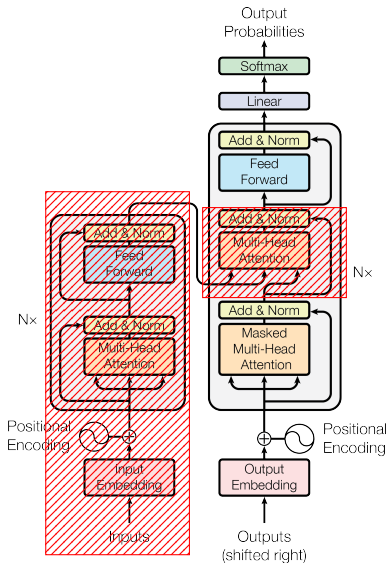 Output
Probabilities
Softmax
Linear
Add & Norm
Feed
Forward
Add & Norm
Multi-Head
Attention
N×
Add & Norm
Masked
Multi-Head
Attention
Add & Norm
Feed
Forward
N×
Add & Norm
Multi-Head
Attention
Positional
Encoding
Positional
Encoding
Input
Embedding
Output
Embedding
Inputs
Outputs
(shifted right)